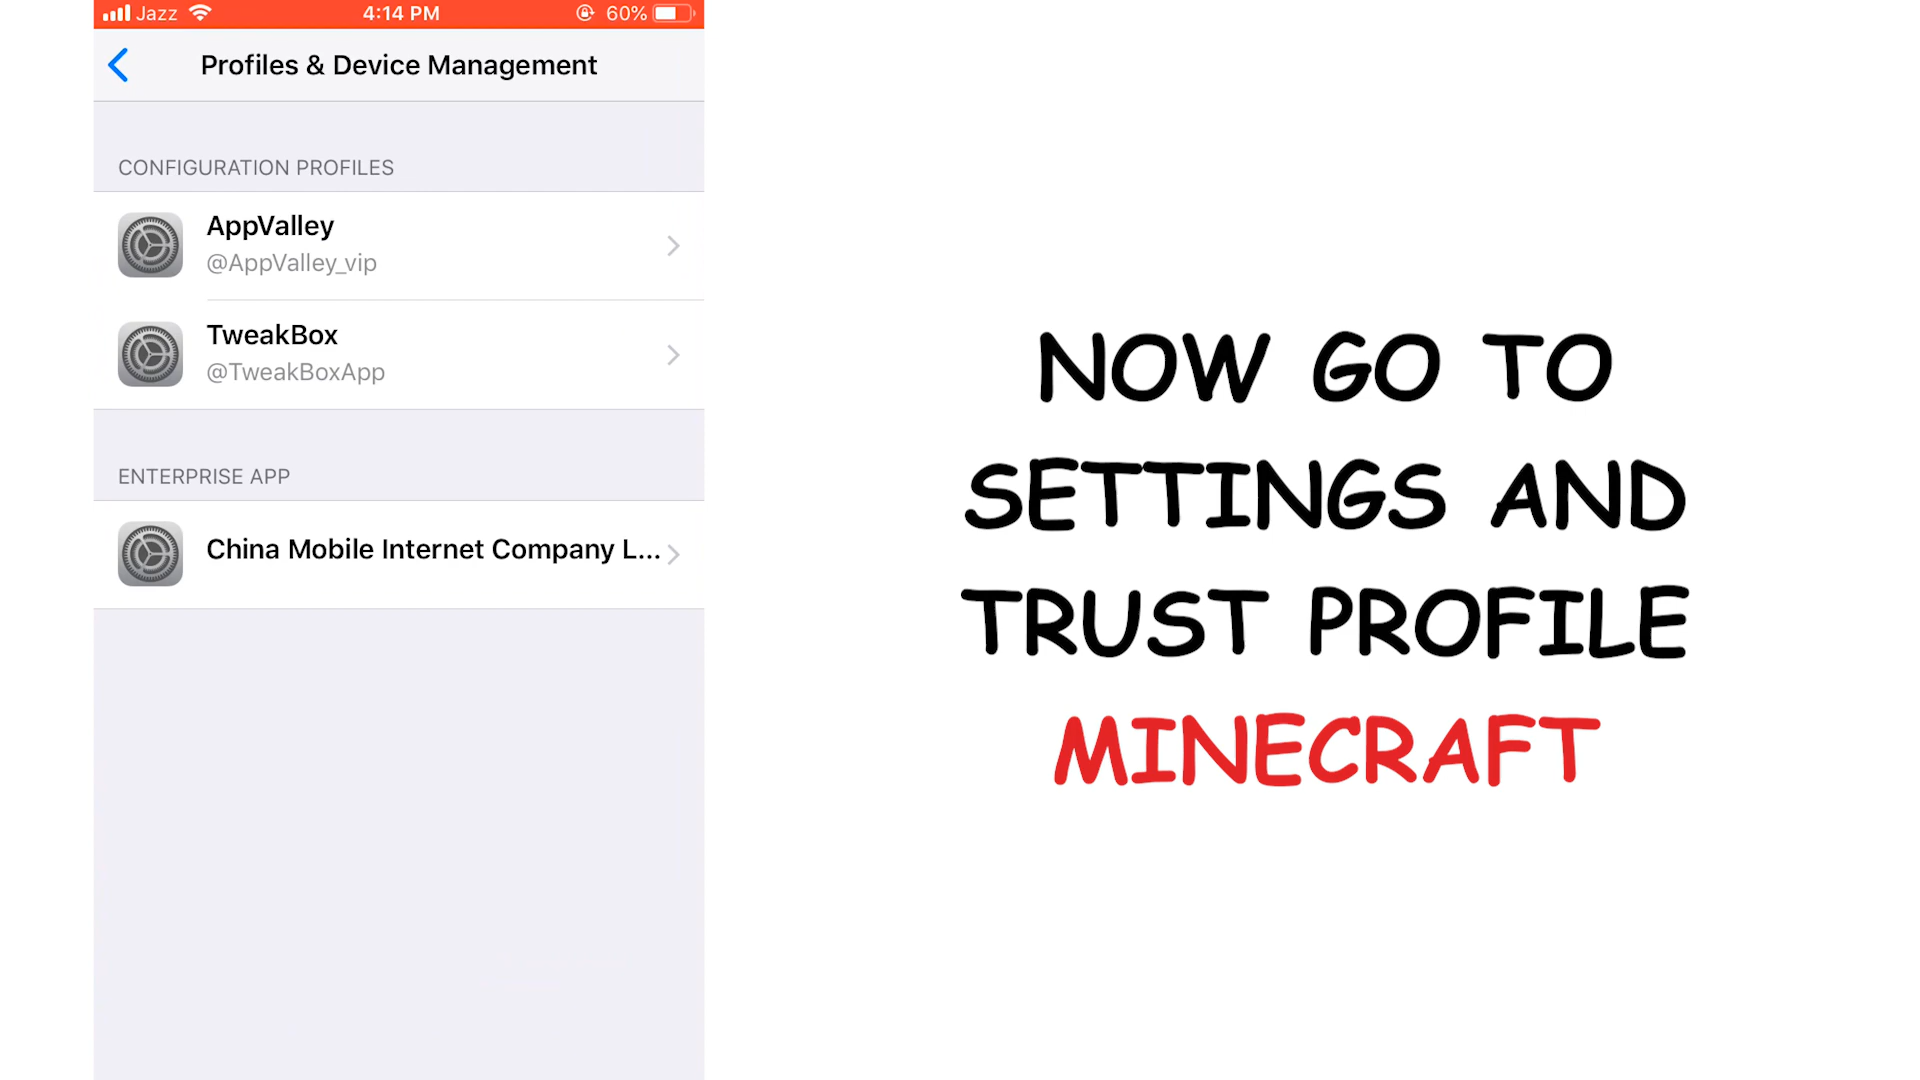 Jazz 4:14 PM 60%
Profiles & Device Management
CONFIGURATION PROFILES
AppValley
@AppValley_vip
TweakBox
@TweakBoxApp
ENTERPRISE APP
China Mobile Internet Company L...
NOW GO TO
SETTINGS AND
TRUST PROFILE
MINECRAFT